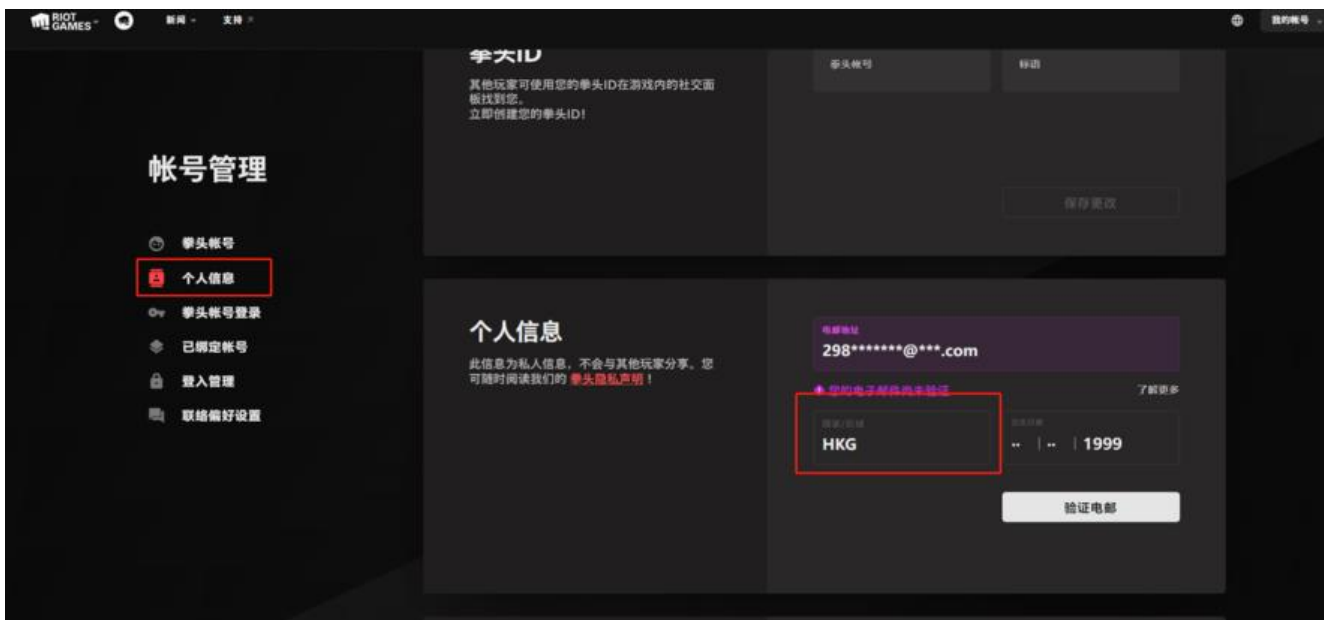 RIOT GAMES
新闻
支持
我的帐号
拳头ID
其他玩家可使用您的拳头ID在游戏内的社交面
板找到您。
立即创建您的拳头ID!
拳头帐号
标语
保存更改
帐号管理
拳头帐号
个人信息
拳头帐号登录
已绑定帐号
登入管理
联络偏好设置
个人信息
此信息为私人信息，不会与其他玩家分享。您
可随时阅读我们的 拳头隐私声明！
电邮地址
298*******@***.com
您的电子邮件尚未验证
了解更多
国家/区域
HKG
•• | •• | 1999
验证电邮